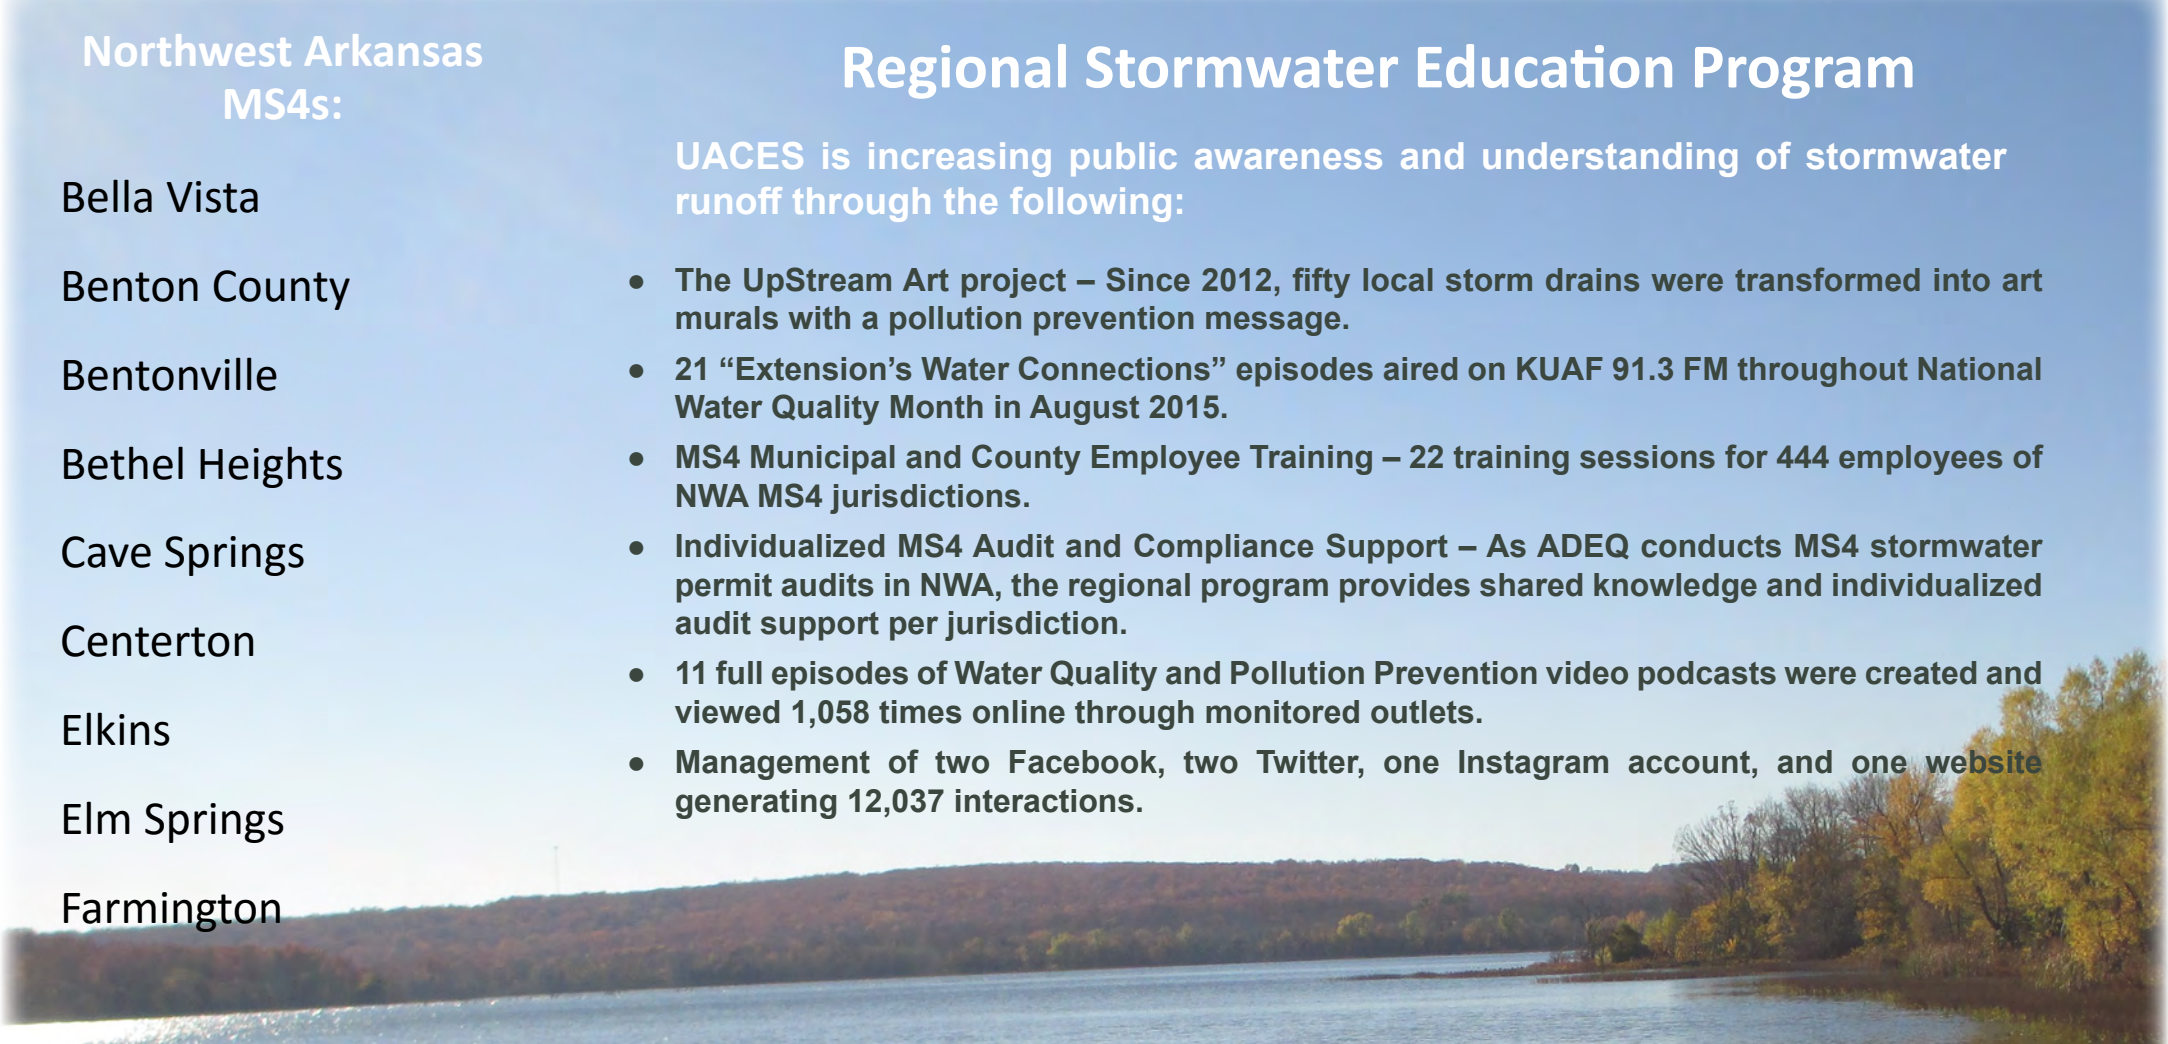 Northwest Arkansas
MS4s:
Bella Vista
Benton County
Bentonville
Bethel Heights
Cave Springs
Centerton
Elkins
Elm Springs
Farmington
Regional Stormwater Education Program
UACES is increasing public awareness and understanding of stormwater
runoff through the following:
● The UpStream Art project – Since 2012, fifty local storm drains were transformed into art
murals with a pollution prevention message.
● 21 “Extension’s Water Connections” episodes aired on KUAF 91.3 FM throughout National
Water Quality Month in August 2015.
● MS4 Municipal and County Employee Training – 22 training sessions for 444 employees of
NWA MS4 jurisdictions.
● Individualized MS4 Audit and Compliance Support – As ADEQ conducts MS4 stormwater
permit audits in NWA, the regional program provides shared knowledge and individualized
audit support per jurisdiction.
● 11 full episodes of Water Quality and Pollution Prevention video podcasts were created and
viewed 1,058 times online through monitored outlets.
● Management of two Facebook, two Twitter, one Instagram account, and one website
generating 12,037 interactions.